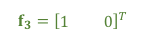 f₃ = [1 0]ᵀ